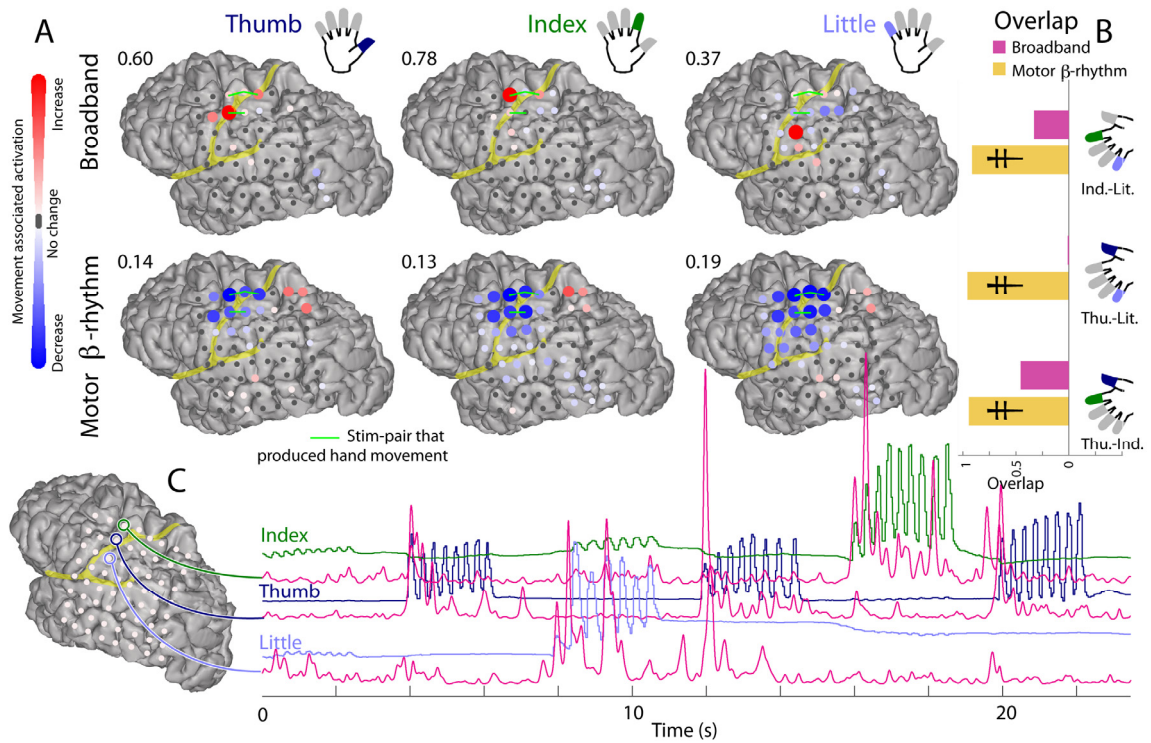 A
Thumb
Index
Little
Overlap
B
Broadband
Motor β-rhythm
Movement associated activation
Increase
No change
Decrease
Broadband
0.60
0.78
0.37
Ind.-Lit.
Motor β-rhythm
0.14
0.13
0.19
Thu.-Lit.
Thu.-Ind.
1
0.5
0
Overlap
Stim-pair that
produced hand movement
C
Index
Thumb
Little
0
10
20
Time (s)